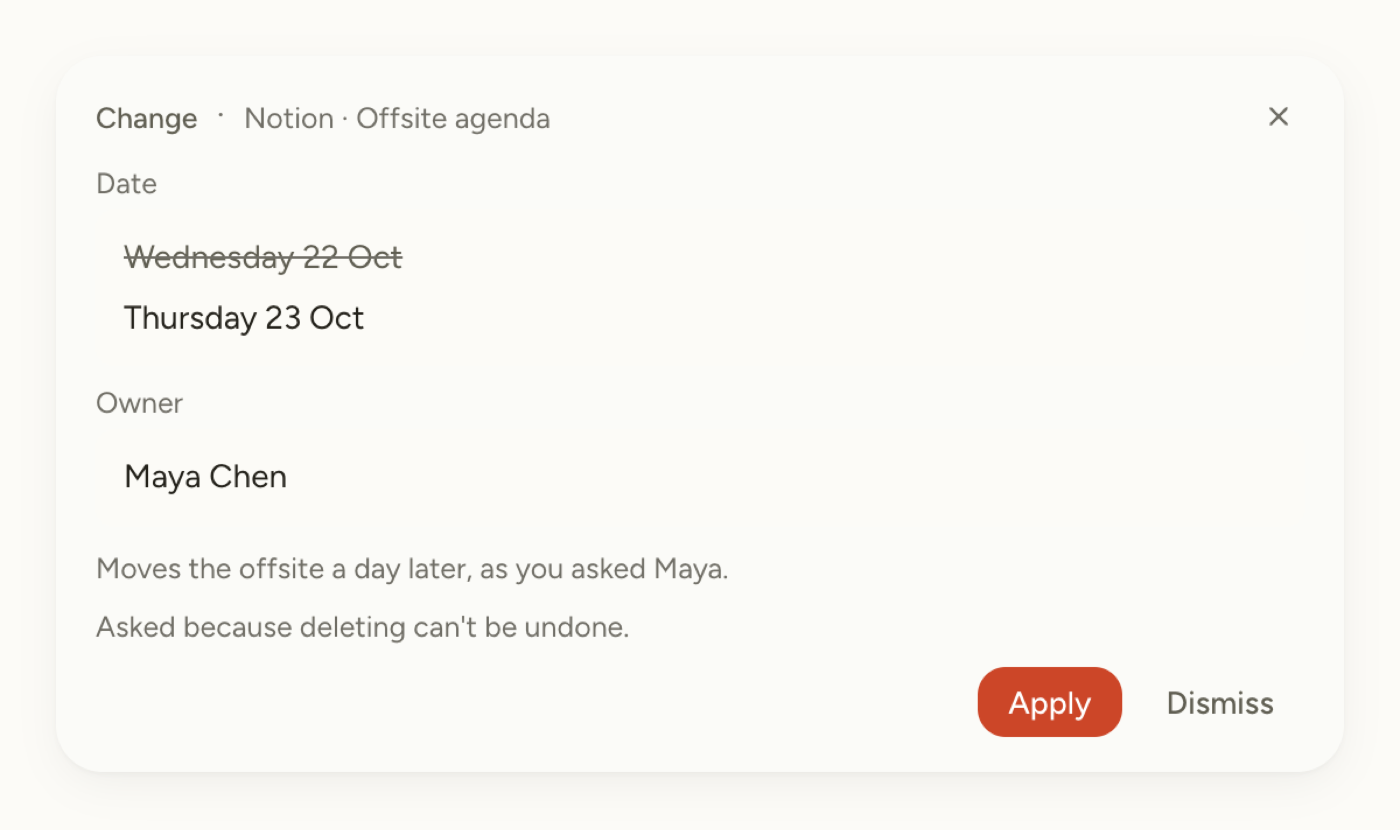 Change · Notion · Offsite agenda
Date
Wednesday 22 Oct
Thursday 23 Oct
Owner
Maya Chen
Moves the offsite a day later, as you asked Maya.
Asked because deleting can't be undone.
Apply Dismiss